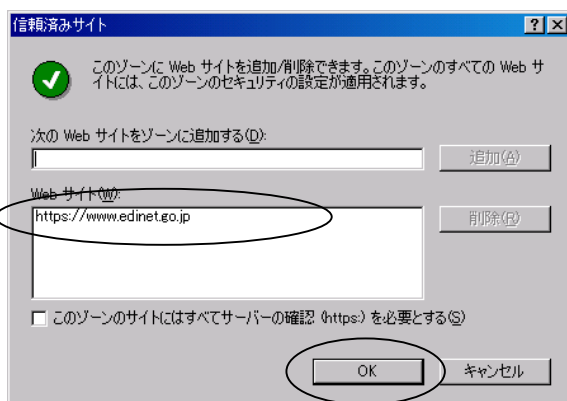 信頼済みサイト
このゾーンに Web サイトを追加/削除できます。このゾーンのすべての Web サ
イトには、このゾーンのセキュリティの設定が適用されます。
次の Web サイトをゾーンに追加する(D):
追加(A)
Web サイト(W):
https://www.edinet.go.jp
削除(R)
このゾーンのサイトにはすべてサーバーの確認 (https:) を必要とする(S)
OK
キャンセル